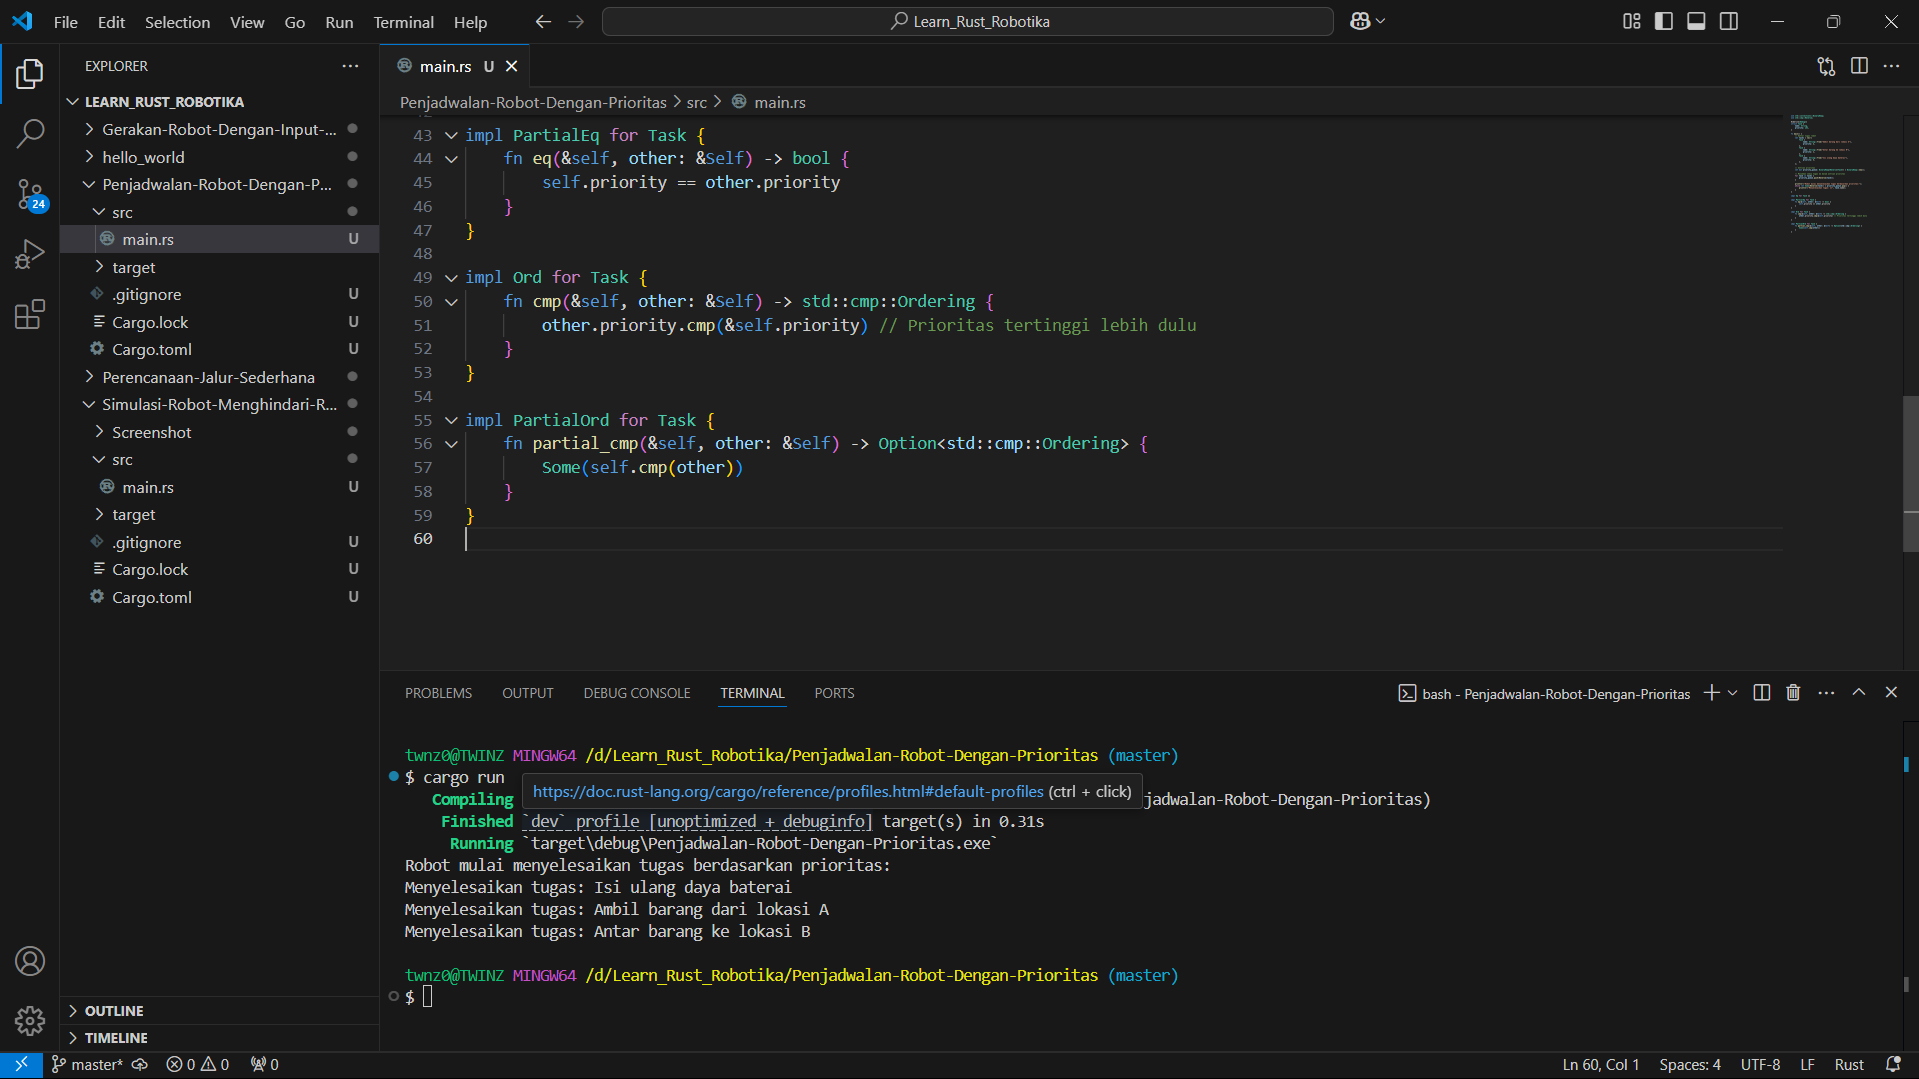 File Edit Selection View Go Run Terminal Help
Learn_Rust_Robotika
EXPLORER
LEARN_RUST_ROBOTIKA
Gerakan-Robot-Dengan-Input-...
hello_world
Penjadwalan-Robot-Dengan-P...
src
main.rs U
target
.gitignore U
Cargo.lock U
Cargo.toml U
Perencanaan-Jalur-Sederhana
Simulasi-Robot-Menghindari-R...
Screenshot
src
main.rs U
target
.gitignore U
Cargo.lock U
Cargo.toml U
OUTLINE
TIMELINE
24
main.rs U
Penjadwalan-Robot-Dengan-Prioritas > src > main.rs
43 impl PartialEq for Task {
44 fn eq(&self, other: &Self) -> bool {
45 self.priority == other.priority
46 }
47 }
48
49 impl Ord for Task {
50 fn cmp(&self, other: &Self) -> std::cmp::Ordering {
51 other.priority.cmp(&self.priority) // Prioritas tertinggi lebih dulu
52 }
53 }
54
55 impl PartialOrd for Task {
56 fn partial_cmp(&self, other: &Self) -> Option<std::cmp::Ordering> {
57 Some(self.cmp(other))
58 }
59 }
60
PROBLEMS OUTPUT DEBUG CONSOLE TERMINAL PORTS
bash - Penjadwalan-Robot-Dengan-Prioritas
twnz0@TWINZ MINGW64 /d/Learn_Rust_Robotika/Penjadwalan-Robot-Dengan-Prioritas (master)
$ cargo run
https://doc.rust-lang.org/cargo/reference/profiles.html#default-profiles (ctrl + click)
Compiling jadwalan-Robot-Dengan-Prioritas)
Finished `dev` profile [unoptimized + debuginfo] target(s) in 0.31s
Running `target\debug\Penjadwalan-Robot-Dengan-Prioritas.exe`
Robot mulai menyelesaikan tugas berdasarkan prioritas:
Menyelesaikan tugas: Isi ulang daya baterai
Menyelesaikan tugas: Ambil barang dari lokasi A
Menyelesaikan tugas: Antar barang ke lokasi B
twnz0@TWINZ MINGW64 /d/Learn_Rust_Robotika/Penjadwalan-Robot-Dengan-Prioritas (master)
$
master* 0 0 0
Ln 60, Col 1 Spaces: 4 UTF-8 LF Rust